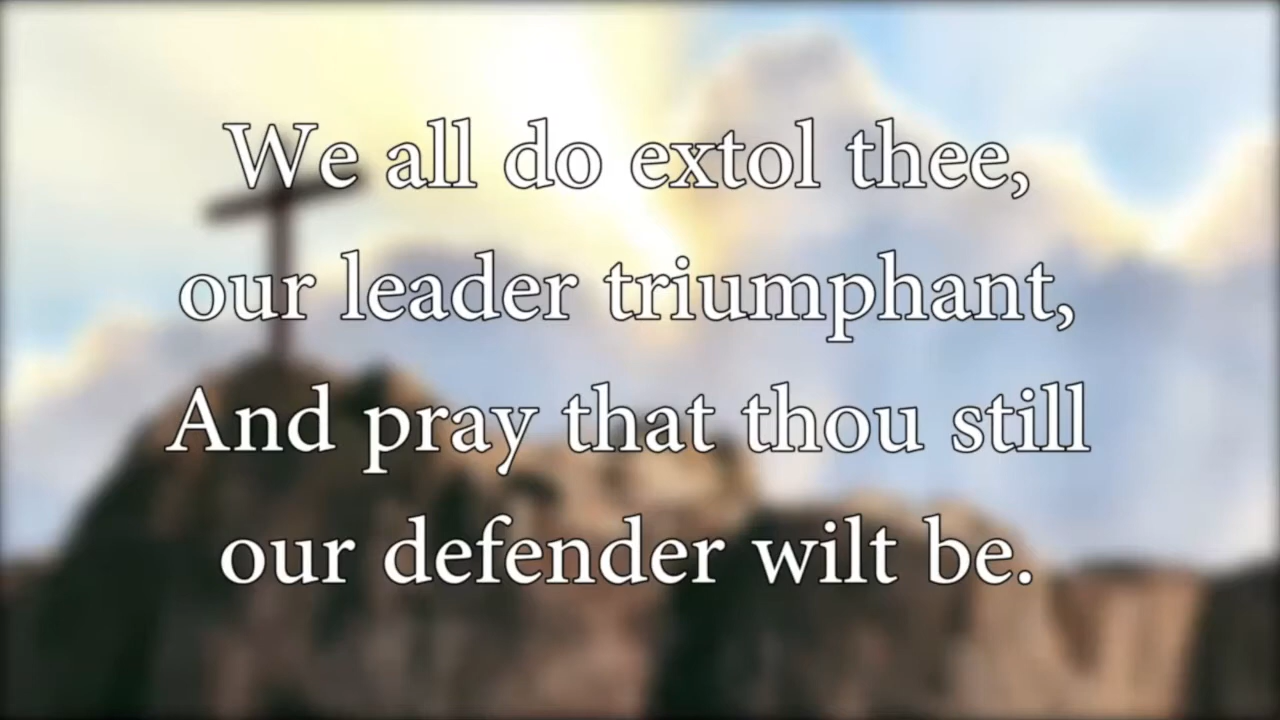 We all do extol thee,
our leader triumphant,
And pray that thou still
our defender wilt be.